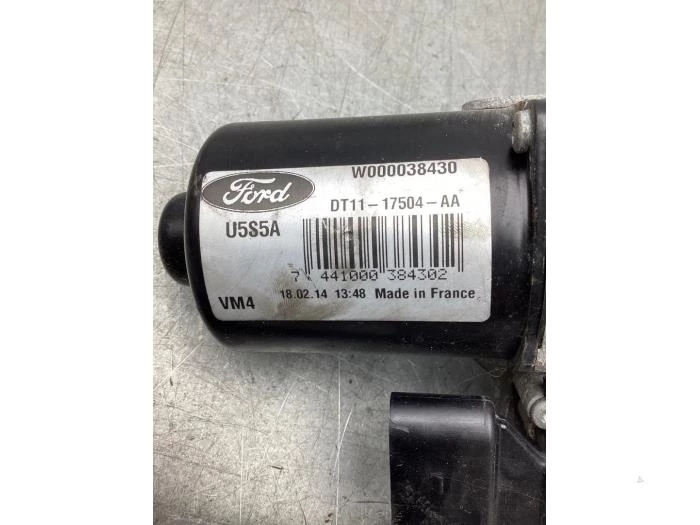 W000038430
Ford
DT11-17504-AA
U5S5A
7 441000 384302
18.02.14 13:48 Made in France
VM4